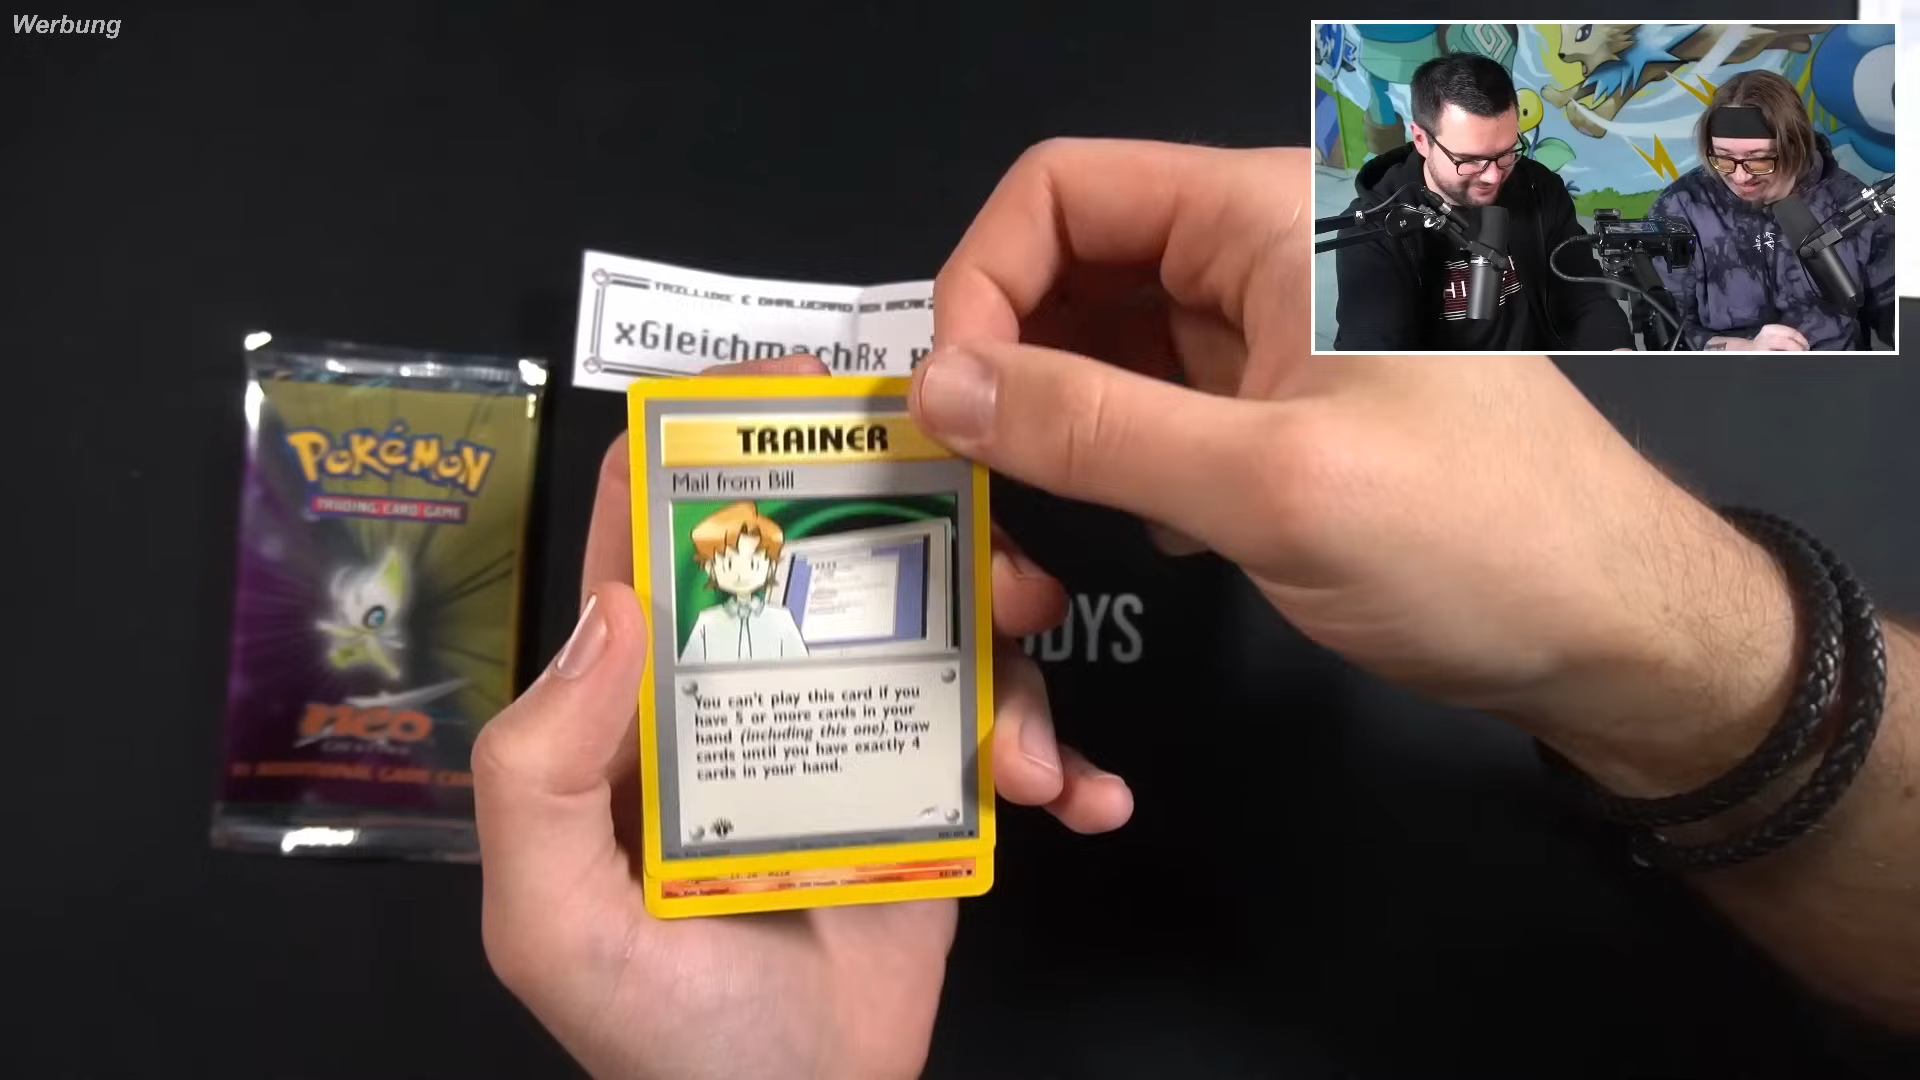 Werbung
xGleichmachRx
POKéMON
TRADING CARD GAME
neo
TRAINER
Mail from Bill
You can't play this card if you
have 5 or more cards in your
hand (including this one). Draw
cards until you have exactly 4
cards in your hand.